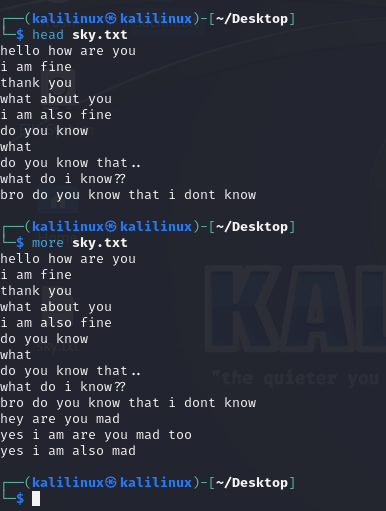 ┌──(kalilinux㉿kalilinux)-[~/Desktop]
└─$ head sky.txt
hello how are you
i am fine
thank you
what about you
i am also fine
do you know
what
do you know that..
what do i know??
bro do you know that i dont know
┌──(kalilinux㉿kalilinux)-[~/Desktop]
└─$ more sky.txt
hello how are you
i am fine
thank you
what about you
i am also fine
do you know
what
do you know that..
what do i know??
bro do you know that i dont know
hey are you mad
yes i am are you mad too
yes i am also mad
┌──(kalilinux㉿kalilinux)-[~/Desktop]
└─$
KAL
"the quieter you